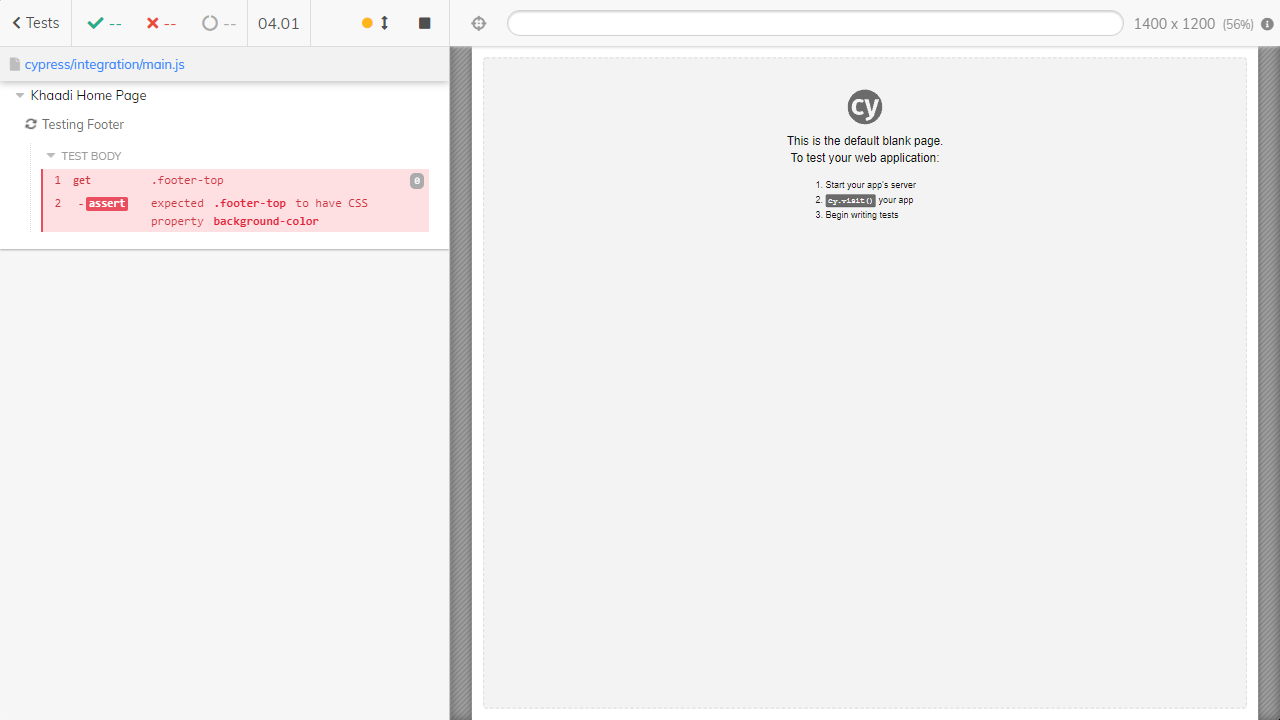 Tests
--
--
--
04.01
1400 x 1200 (56%)
cypress/integration/main.js
Khaadi Home Page
Testing Footer
TEST BODY
1 get .footer-top 0
2 -assert expected .footer-top to have CSS
property background-color
cy
This is the default blank page.
To test your web application:
1. Start your app's server
2. cy.visit() your app
3. Begin writing tests